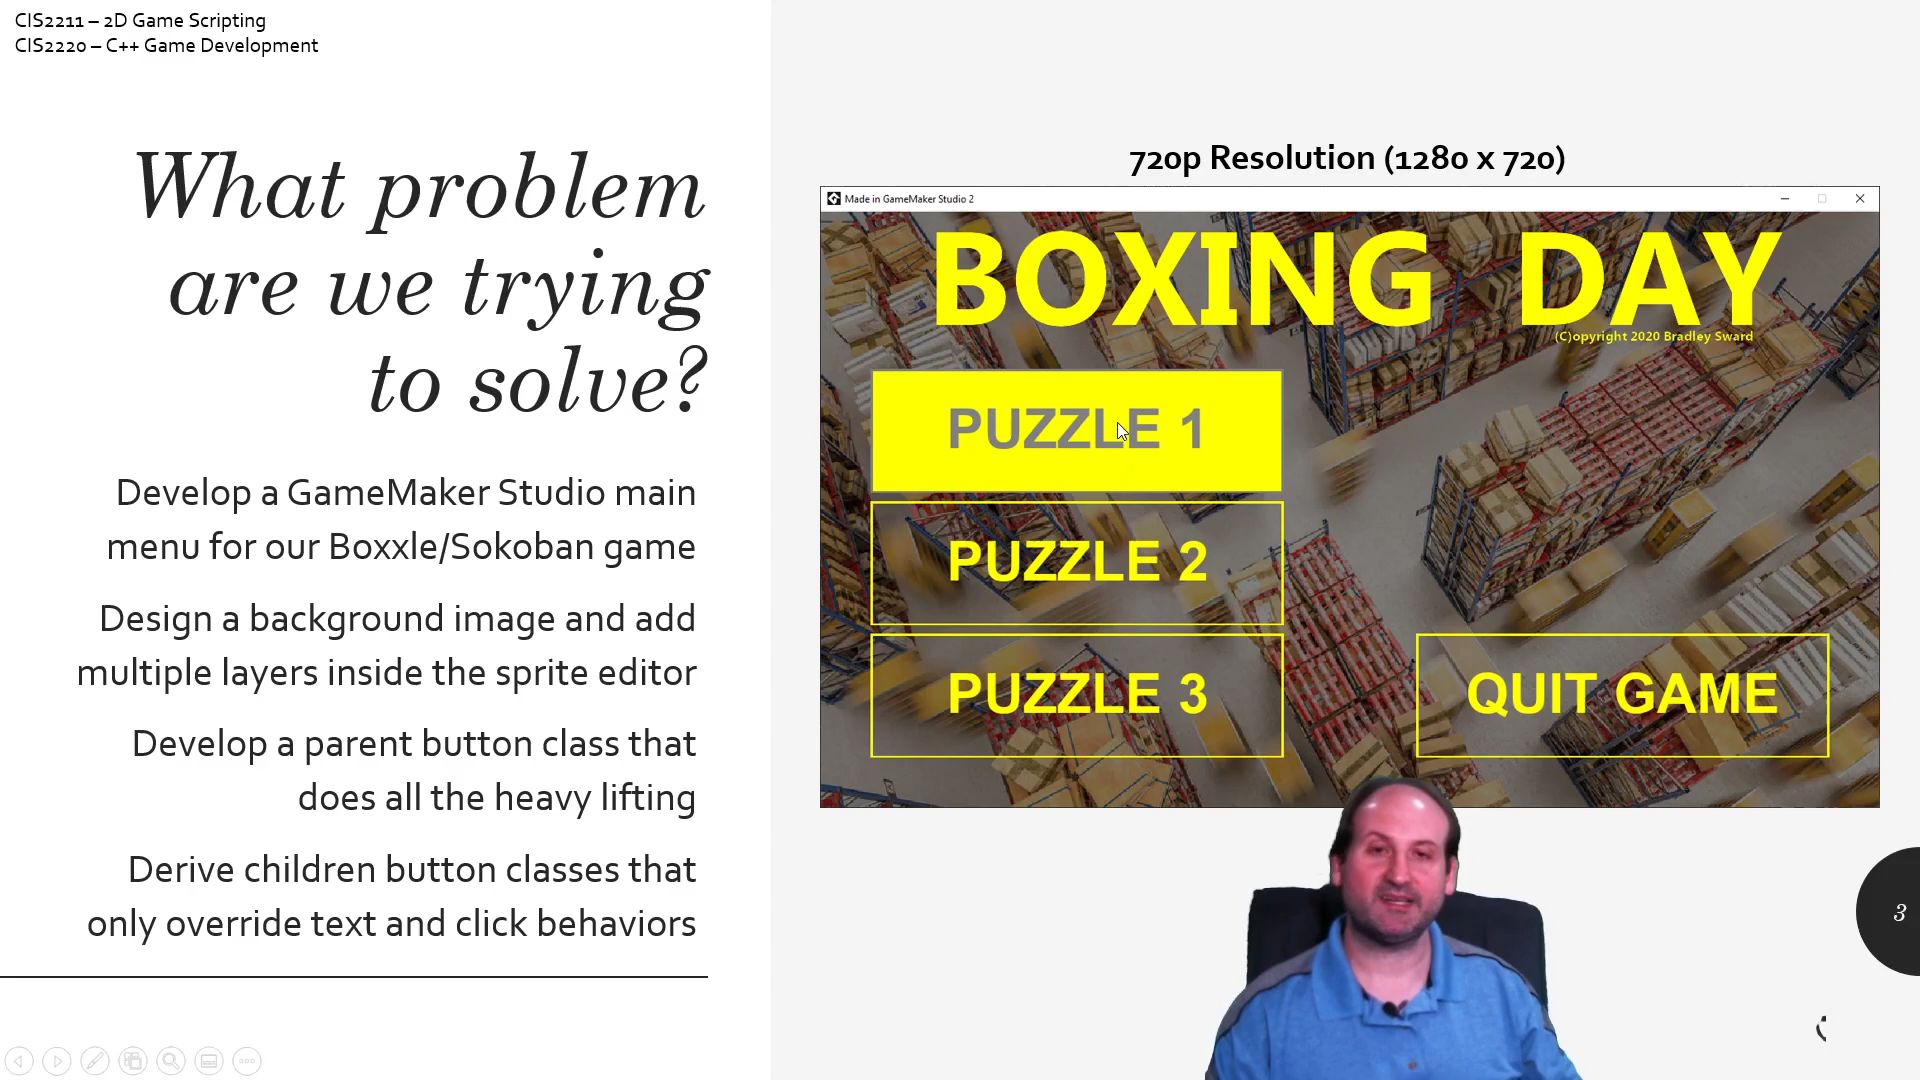 CIS2211 – 2D Game Scripting
CIS2220 – C++ Game Development
What problem
are we trying
to solve?
Develop a GameMaker Studio main
menu for our Boxxle/Sokoban game
Design a background image and add
multiple layers inside the sprite editor
Develop a parent button class that
does all the heavy lifting
Derive children button classes that
only override text and click behaviors
720p Resolution (1280 x 720)
Made in GameMaker Studio 2
BOXING DAY
(C)opyright 2020 Bradley Sward
PUZZLE 1
PUZZLE 2
PUZZLE 3
QUIT GAME
3